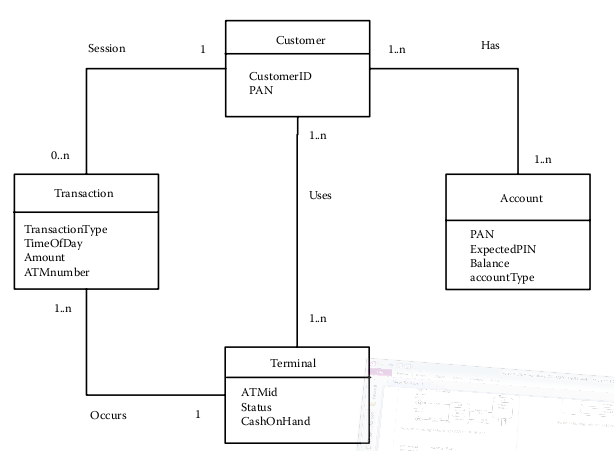 Session
1
Customer
1..n
Has
CustomerID
PAN
0..n
1..n
1..n
Transaction
Uses
Account
TransactionType
TimeOfDay
Amount
ATMnumber
PAN
ExpectedPIN
Balance
accountType
1..n
1..n
Terminal
ATMid
Status
CashOnHand
Occurs
1